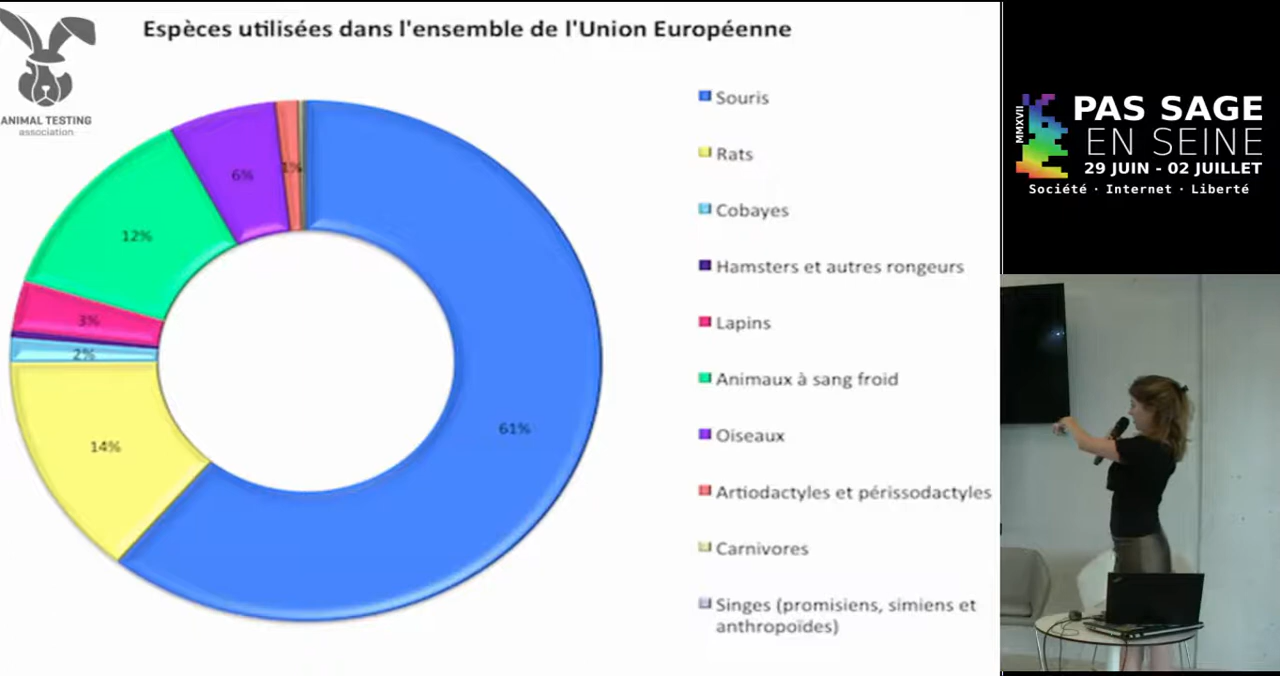 Espèces utilisées dans l'ensemble de l'Union Européenne
ANIMAL TESTING
association
61%
14%
2%
3%
12%
6%
1%
Souris
Rats
Cobayes
Hamsters et autres rongeurs
Lapins
Animaux à sang froid
Oiseaux
Artiodactyles et périssodactyles
Carnivores
Singes (promisiens, simiens et
anthropoïdes)
MMXVII
PAS SAGE
EN SEINE
29 JUIN - 02 JUILLET
Société · Internet · Liberté